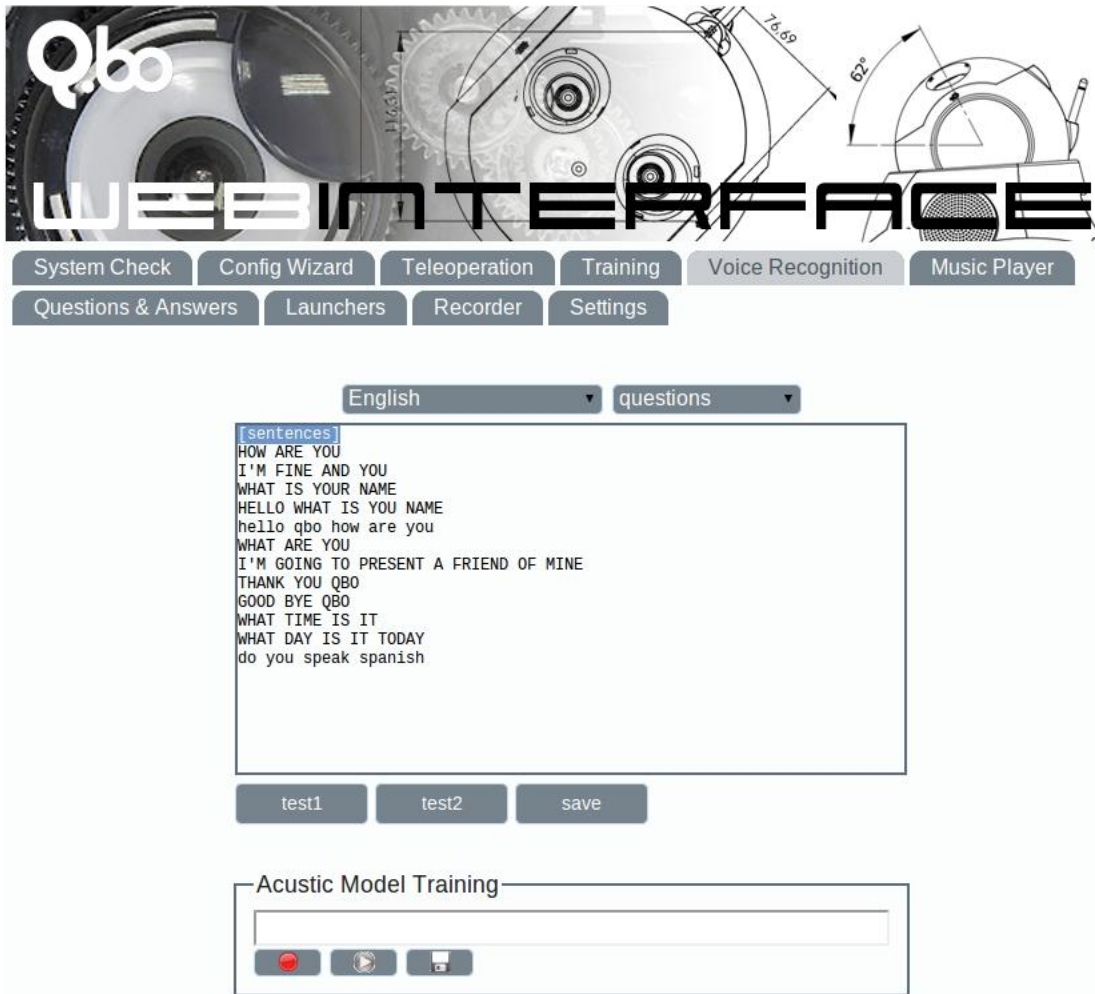 Qbo
76,69
62°
116,31
WEBINTERFACE
System Check Config Wizard Teleoperation Training Voice Recognition Music Player
Questions & Answers Launchers Recorder Settings
English questions
[sentences]
HOW ARE YOU
I'M FINE AND YOU
WHAT IS YOUR NAME
HELLO WHAT IS YOU NAME
hello qbo how are you
WHAT ARE YOU
I'M GOING TO PRESENT A FRIEND OF MINE
THANK YOU QBO
GOOD BYE QBO
WHAT TIME IS IT
WHAT DAY IS IT TODAY
do you speak spanish
test1 test2 save
Acustic Model Training